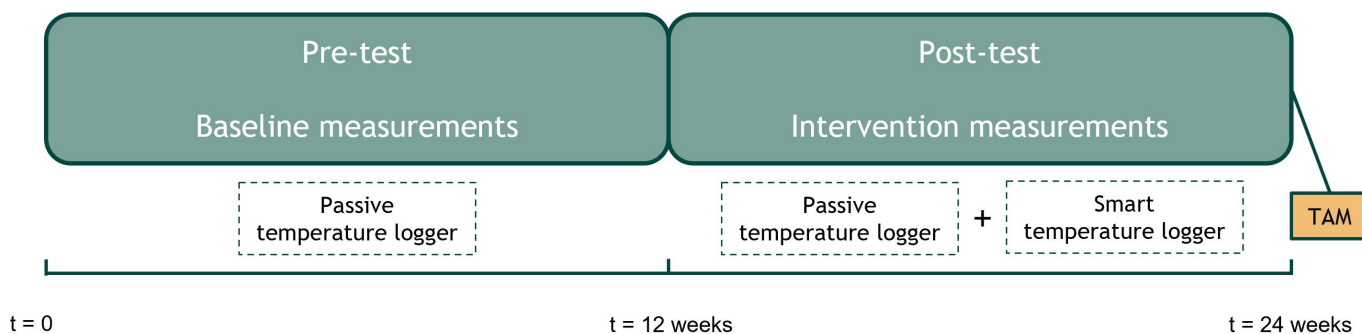 Pre-test
Baseline measurements
Post-test
Intervention measurements
Passive
temperature logger
Passive
temperature logger
+
Smart
temperature logger
TAM
t = 0
t = 12 weeks
t = 24 weeks